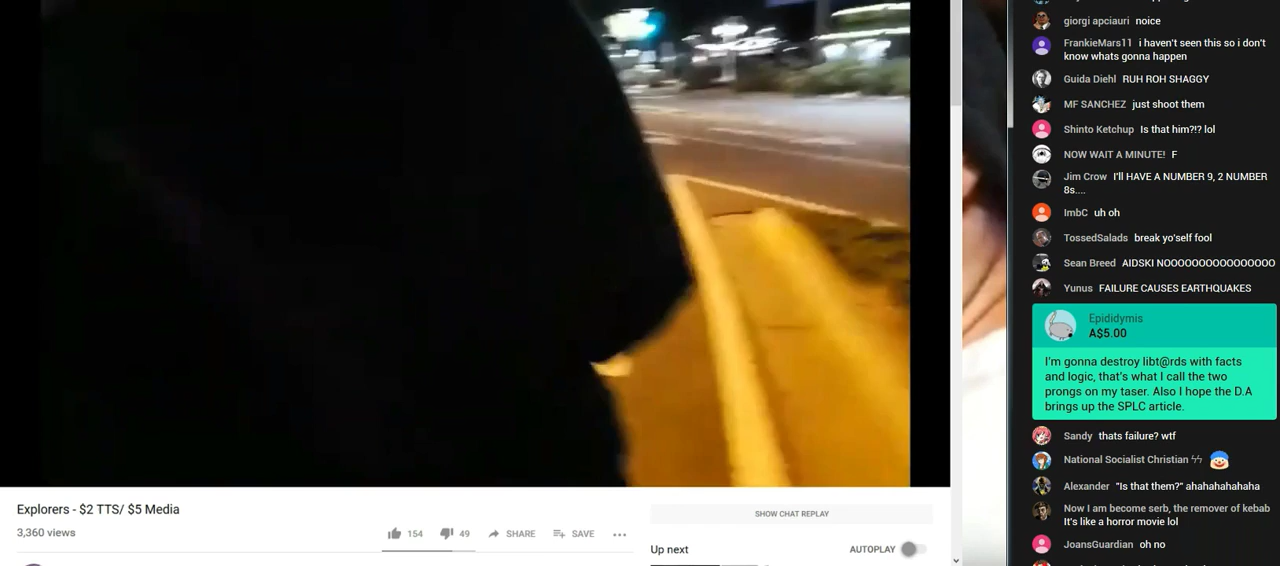 Explorers - $2 TTS/ $5 Media
3,360 views
154
49
SHARE
SAVE
SHOW CHAT REPLAY
Up next
AUTOPLAY
giorgi apciauri noice
FrankieMars11 i haven't seen this so i don't
know whats gonna happen
Guida Diehl RUH ROH SHAGGY
MF SANCHEZ just shoot them
Shinto Ketchup Is that him?!? lol
NOW WAIT A MINUTE! F
Jim Crow I'LL HAVE A NUMBER 9, 2 NUMBER
8s....
ImbC uh oh
TossedSalads break yo'self fool
Sean Breed AIDSKI NOOOOOOOOOOOOOOOO
Yunus FAILURE CAUSES EARTHQUAKES
Epididymis
A$5.00
I'm gonna destroy libt@rds with facts
and logic, that's what I call the two
prongs on my taser. Also I hope the D.A
brings up the SPLC article.
Sandy thats failure? wtf
National Socialist Christian ϟϟ
Alexander "Is that them?" ahahahahahaha
Now I am become serb, the remover of kebab
It's like a horror movie lol
JoansGuardian oh no